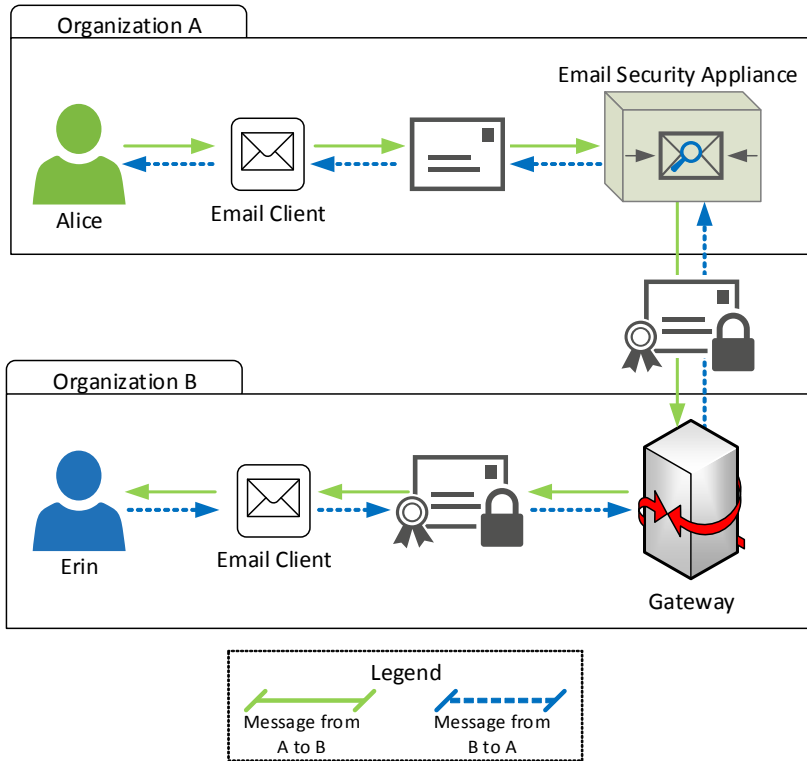 Organization A
Email Security Appliance
Alice
Email Client
Organization B
Erin
Email Client
Gateway
Legend
Message from
A to B
Message from
B to A